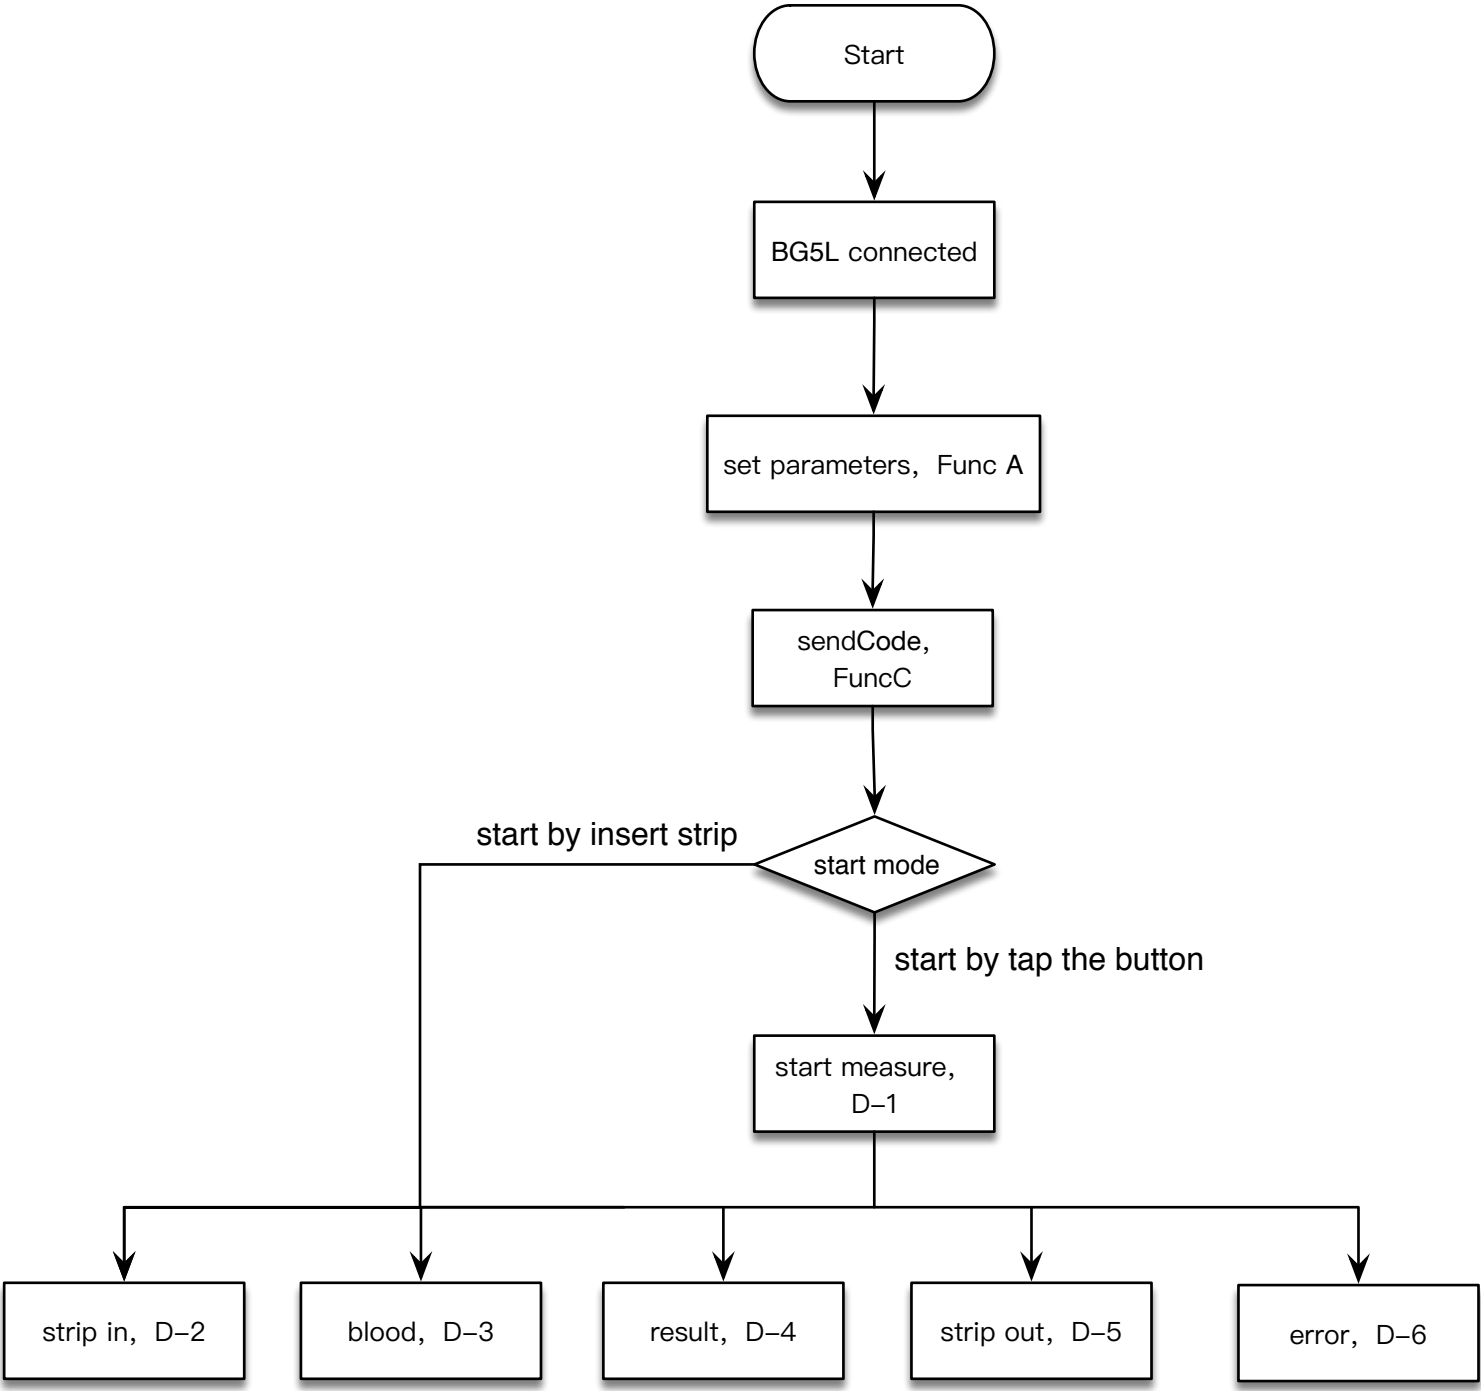 Start
BG5L connected
set parameters，Func A
sendCode，
FuncC
start by insert strip
start mode
start by tap the button
start measure，
D–1
strip in，D–2
blood，D–3
result，D–4
strip out，D–5
error，D–6